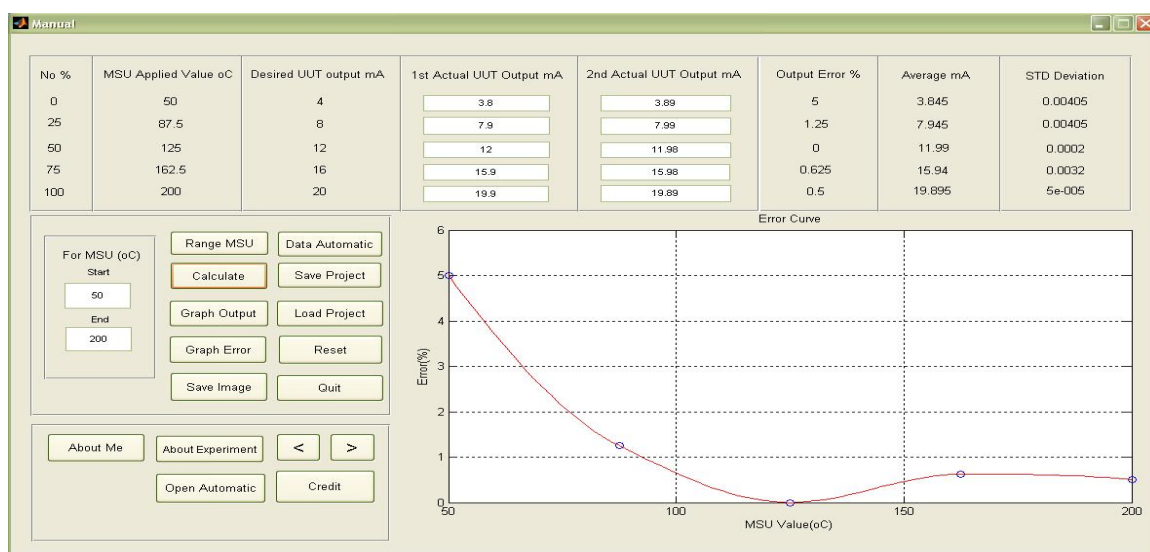 Manual
No % MSU Applied Value oC Desired UUT output mA 1st Actual UUT Output mA 2nd Actual UUT Output mA Output Error % Average mA STD Deviation
0 50 4 3.8 3.89 5 3.845 0.00405
25 87.5 8 7.9 7.99 1.25 7.945 0.00405
50 125 12 12 11.98 0 11.99 0.0002
75 162.5 16 15.9 15.98 0.625 15.94 0.0032
100 200 20 19.9 19.89 0.5 19.895 5e-005
For MSU (oC)
Start
50
End
200
Range MSU Data Automatic
Calculate Save Project
Graph Output Load Project
Graph Error Reset
Save Image Quit
About Me About Experiment < >
Open Automatic Credit
Error Curve
Error(%)
6
5
4
3
2
1
0
50 100 150 200
MSU Value(oC)